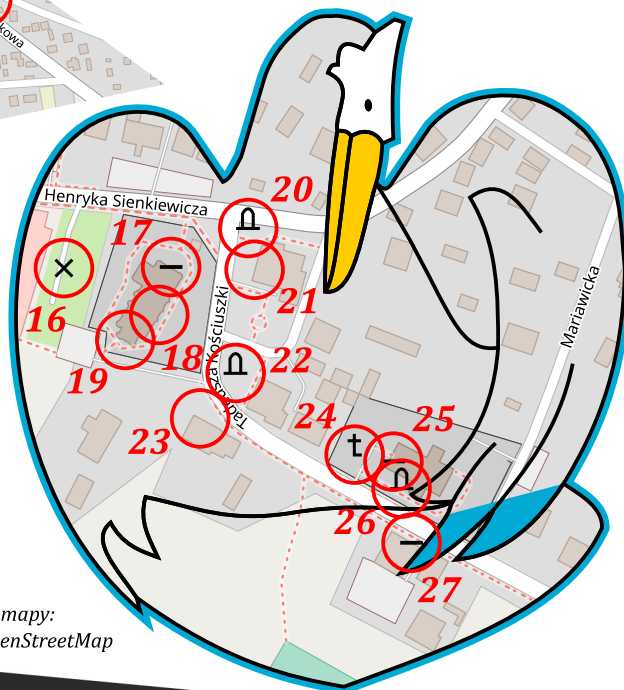 kowa
Henryka Sienkiewicza
20
17
16
21
Tadeusza Kościuszki
Mariawicka
18
22
19
24
25
23
t
26
27
mapy:
enStreetMap